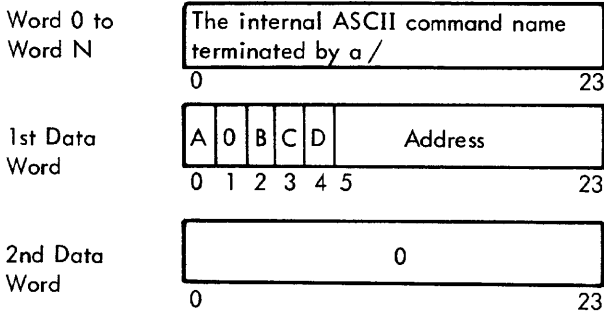 Word 0 to
Word N
The internal ASCII command name
terminated by a /
0 23
1st Data
Word
A 0 B C D Address
0 1 2 3 4 5 23
2nd Data
Word
0
0 23